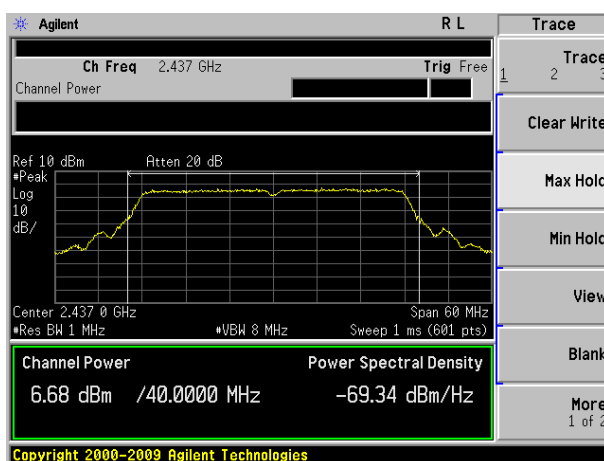 Agilent R L Trace
Ch Freq 2.437 GHz Trig Free
Channel Power
Trace
1 2 3
Clear Write
Max Hold
Min Hold
View
Blank
More
1 of 2
Ref 10 dBm Atten 20 dB
#Peak
Log
10
dB/
Center 2.437 0 GHz Span 60 MHz
#Res BW 1 MHz #VBW 8 MHz Sweep 1 ms (601 pts)
Channel Power Power Spectral Density
6.68 dBm /40.0000 MHz -69.34 dBm/Hz
Copyright 2000-2009 Agilent Technologies